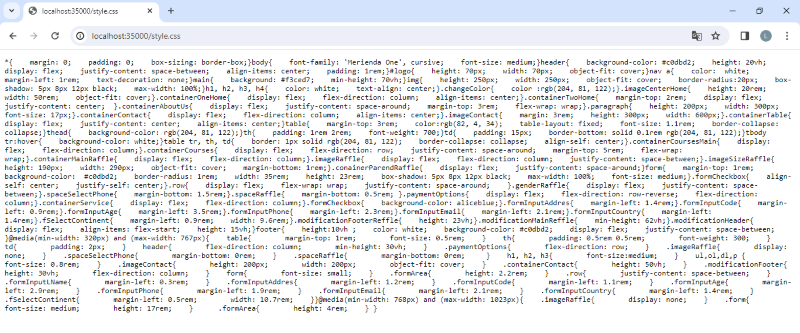 localhost:35000/style.css
localhost:35000/style.css
L
*{ margin: 0; padding: 0; box-sizing: border-box;}body{ font-family: 'Merienda One', cursive; font-size: medium;}header{ background-color: #c0dbd2; height: 20vh;
display: flex; justify-content: space-between; align-items: center; padding: 1rem;}#logo{ height: 70px; width: 70px; object-fit: cover;}nav a{ color: white;
margin-left: 1rem; text-decoration: none;}main{ background: #f3ced7; min-height: 70vh;}img{ height: 250px; width: 250px; object-fit: cover; border-radius:20px; box-
shadow: 5px 8px 12px black; max-width: 100%;}h1, h2, h3, h4{ color: white; text-align: center;}.changeColor{ color :rgb(204, 81, 122);}.imageCenterHome{ height: 20rem;
width: 50rem; object-fit: cover;}.containerOneHome{ display: flex; flex-direction: column; align-items: center;}.containerTwoHome{ margin-top: 2rem; display: flex;
justify-content: center; }.containerAboutUs{ display: flex; justify-content: space-around; margin-top: 3rem; flex-wrap: wrap;}.paragraph{ height: 200px; width: 300px;
font-size: 17px;}.containerContact{ display: flex; justify-content: space-around; align-items: center;}.imageContact{ margin: 3rem; height: 300px; width: 600px;}.containerTable{
display: flex; justify-content: center; align-items: center;}table{ margin-top: 3rem; color:rgb(82, 4, 34); table-layout: fixed; font-size: 1.1rem; border-collapse:
collapse;}thead{ background-color: rgb(204, 81, 122);}th{ padding: 1rem 2rem; font-weight: 700;}td{ padding: 15px; border-bottom: solid 0.1rem rgb(204, 81, 122);}tbody
tr:hover{ background-color: white;}table tr, th, td{ border: 1px solid rgb(204, 81, 122); border-collapse: collapse; align-self: center;}.containerCoursesMain{ display:
flex; flex-direction: column;}.containerCourses{ display: flex; flex-direction: row; justify-content: space-around; margin-top: 5rem; flex-wrap:
wrap;}.containerMainRaffle{ display: flex; flex-direction: column;}.imageRaffle{ display: flex; flex-direction: column; justify-content: space-between;}.imageSizeRaffle{
height: 190px; width: 290px; object-fit: cover; margin-bottom: 1rem;}.containerParendRaffle{ display: flex; justify-content: space-around;}form{ margin-top: 1rem;
background-color: #c0dbd2; border-radius: 1rem; width: 35rem; height: 23rem; box-shadow: 5px 8px 12px black; max-width: 100%; font-size: medium;}.formCheckbox{ align-
self: center; justify-self: center;}.row{ display: flex; flex-wrap: wrap; justify-content: space-around;}.genderRaffle{ display: flex; justify-content: space-
between;}.spaceSelectPhone{ margin-bottom: 1.5rem;}.spaceRaffle{ margin-bottom: 0.5rem; }.paymentOptions{ display: flex; flex-direction: row-reverse; flex-direction:
column;}.containerService{ display: flex; flex-direction: column;}.formCheckbox{ background-color: aliceblue;}.formInputAddres{ margin-left: 1.4rem;}.formInputCode{ margin-
left: 0.9rem;}.formInputAge{ margin-left: 3.5rem;}.formInputPhone{ margin-left: 2.3rem;}.formInputEmail{ margin-left: 2.1rem;}.formInputCountry{ margin-left:
1.4rem;}.fSelectContinent{ margin-left: 0.9rem; width: 9.6rem;}.modificationFooterRaffle{ height: 23vh;}.modificationMainRaffle{ min-height: 62vh;}.modificationHeader{
display: flex; align-items: flex-start; height: 15vh;}footer{ height:10vh ; color: white; background-color: #c0dbd2; display: flex; justify-content: space-between;
}}@media(min-width: 320px) and (max-width: 767px){ table{ margin-top: 1rem; font-size: 0.5rem; } th{ padding: 0.5rem 0.5rem; font-weight: 300; }
td{ padding: 2px; } header{ flex-direction: column; min-height: 30vh; } .paymentOptions{ flex-direction: row; } .imageRaffle{ display:
none; } .spaceSelectPhone{ margin-bottom: 0rem; } .spaceRaffle{ margin-bottom: 0rem; } h1, h2, h3{ font-size:medium; } ul,ol,dl,p {
font-size: 0.8rem; } .imageContact{ height: 200px; width: 200px; object-fit: cover; } .containerContact{ height: 50vh; } .modificationFooter{
height: 30vh; flex-direction: column; } form{ font-size: small; } .formArea{ height: 2.2rem; } .row{ justify-content: space-between; }
.formInputLName{ margin-left: 0.3rem; } .formInputAddres{ margin-left: 1.2rem; } .formInputCode{ margin-left: 1.1rem; } .formInputAge{ margin-left:
2.9rem; } .formInputPhone{ margin-left: 1.9rem; } .formInputEmail{ margin-left: 2.1rem; } .formInputCountry{ margin-left: 1.4rem; }
.fSelectContinent{ margin-left: 0.5rem; width: 10.7rem; }}@media(min-width: 768px) and (max-width: 1023px){ .imageRaffle{ display: none; } .form{
font-size: medium; height: 17rem; } .formArea{ height: 4rem; } }